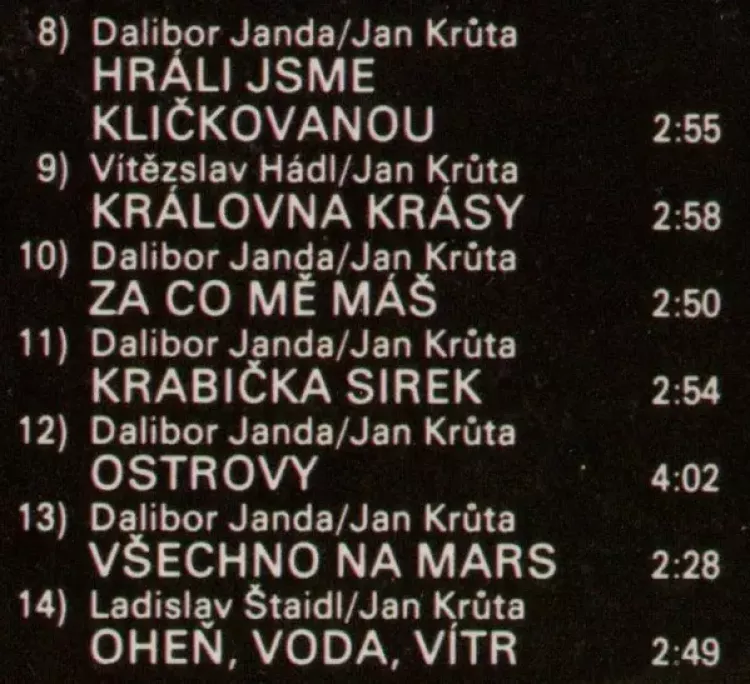 8) Dalibor Janda/Jan Krůta
HRÁLI JSME
KLIČKOVANOU 2:55
9) Vítězslav Hádl/Jan Krůta
KRÁLOVNA KRÁSY 2:58
10) Dalibor Janda/Jan Krůta
ZA CO MĚ MÁŠ 2:50
11) Dalibor Janda/Jan Krůta
KRABIČKA SIREK 2:54
12) Dalibor Janda/Jan Krůta
OSTROVY 4:02
13) Dalibor Janda/Jan Krůta
VŠECHNO NA MARS 2:28
14) Ladislav Štaidl/Jan Krůta
OHEŇ, VODA, VÍTR 2:49